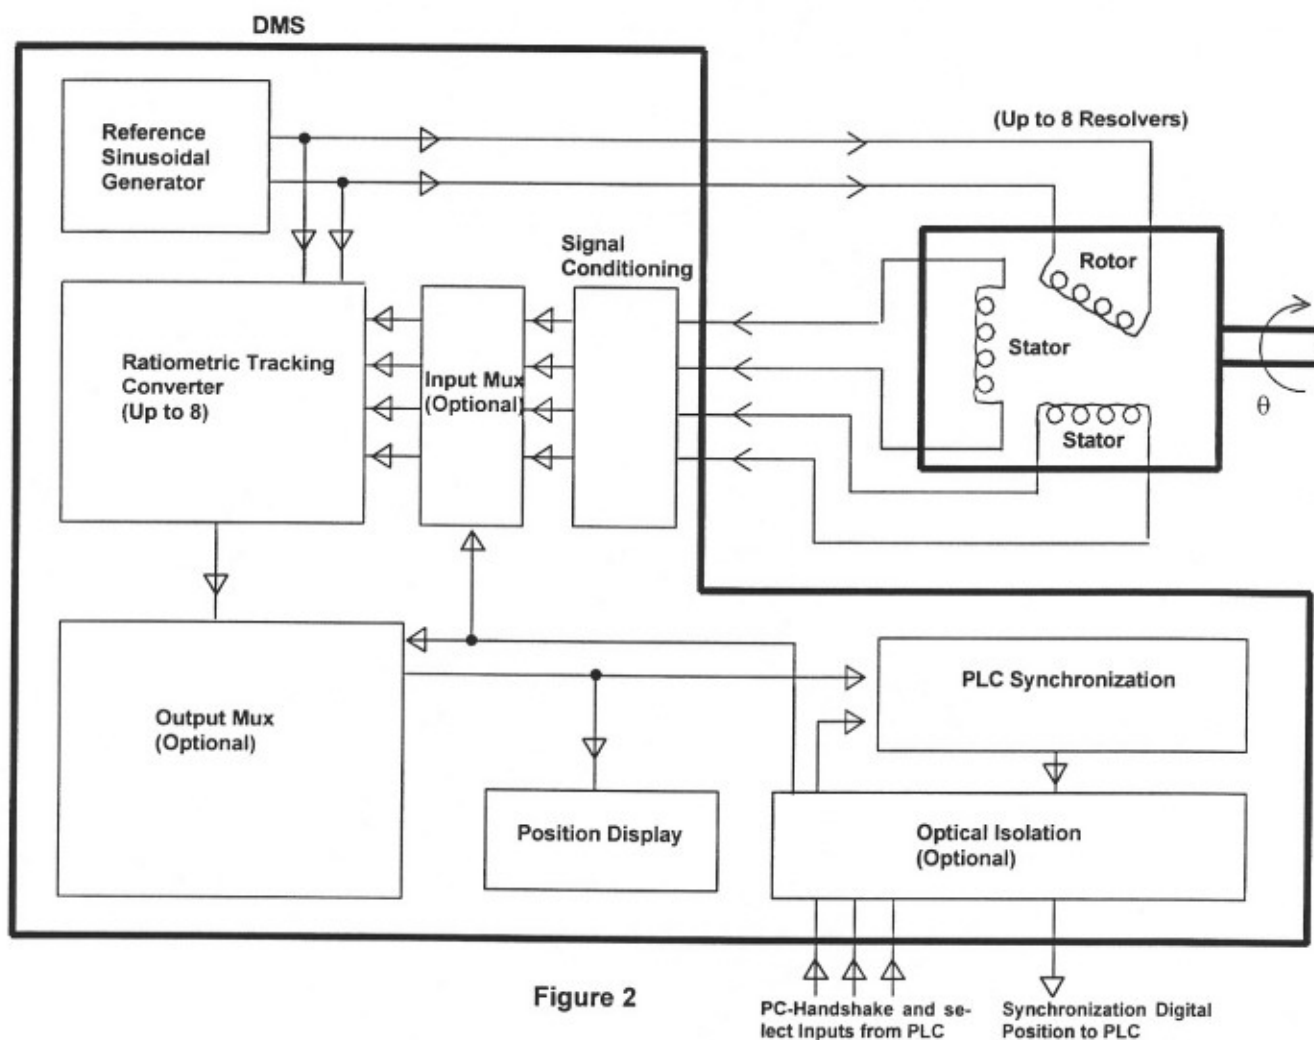 DMS
Reference
Sinusoidal
Generator
(Up to 8 Resolvers)
Signal
Conditioning
Rotor
Stator
Stator
θ
Ratiometric Tracking
Converter
(Up to 8)
Input Mux
(Optional)
Output Mux
(Optional)
PLC Synchronization
Position Display
Optical Isolation
(Optional)
Figure 2
PC-Handshake and se-
lect Inputs from PLC
Synchronization Digital
Position to PLC